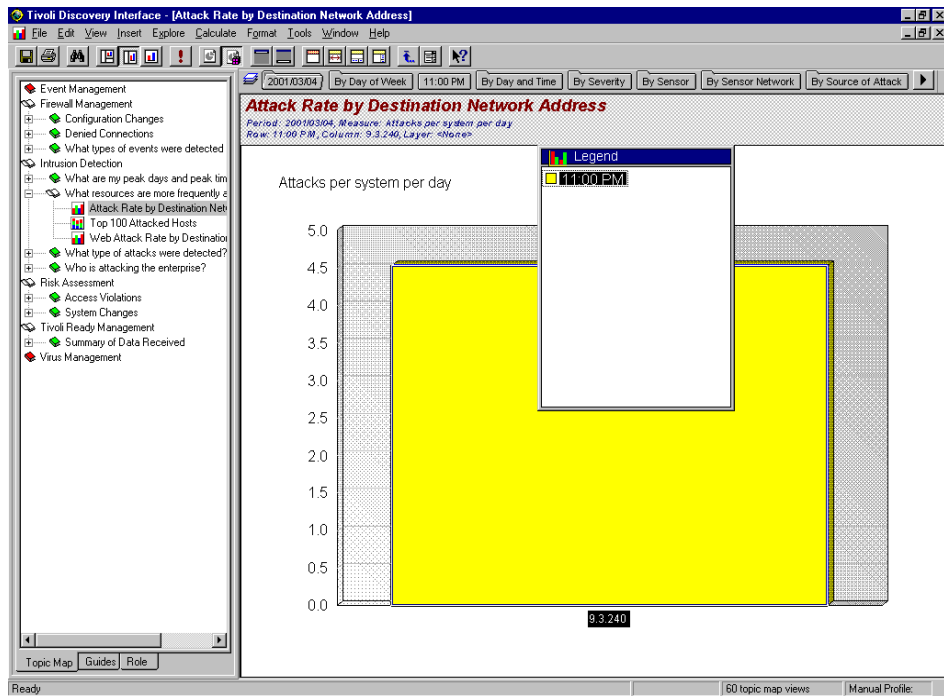 Tivoli Discovery Interface - [Attack Rate by Destination Network Address]
File Edit View Insert Explore Calculate Format Tools Window Help
2001/03/04 By Day of Week 11:00 PM By Day and Time By Severity By Sensor By Sensor Network By Source of Attack
Event Management
Firewall Management
Configuration Changes
Denied Connections
What types of events were detected
Intrusion Detection
What are my peak days and peak tim
What resources are more frequently a
Attack Rate by Destination Net
Top 100 Attacked Hosts
Web Attack Rate by Destination
What type of attacks were detected?
Who is attacking the enterprise?
Risk Assessment
Access Violations
System Changes
Tivoli Ready Management
Summary of Data Received
Virus Management
Topic Map Guides Role
Attack Rate by Destination Network Address
Period: 2001/03/04, Measure: Attacks per system per day
Row: 11:00 PM, Column: 9.3.240, Layer: <None>
Legend
11:00 PM
Attacks per system per day
5.0
4.5
4.0
3.5
3.0
2.5
2.0
1.5
1.0
0.5
0.0
9.3.240
Ready
60 topic map views
Manual Profile: